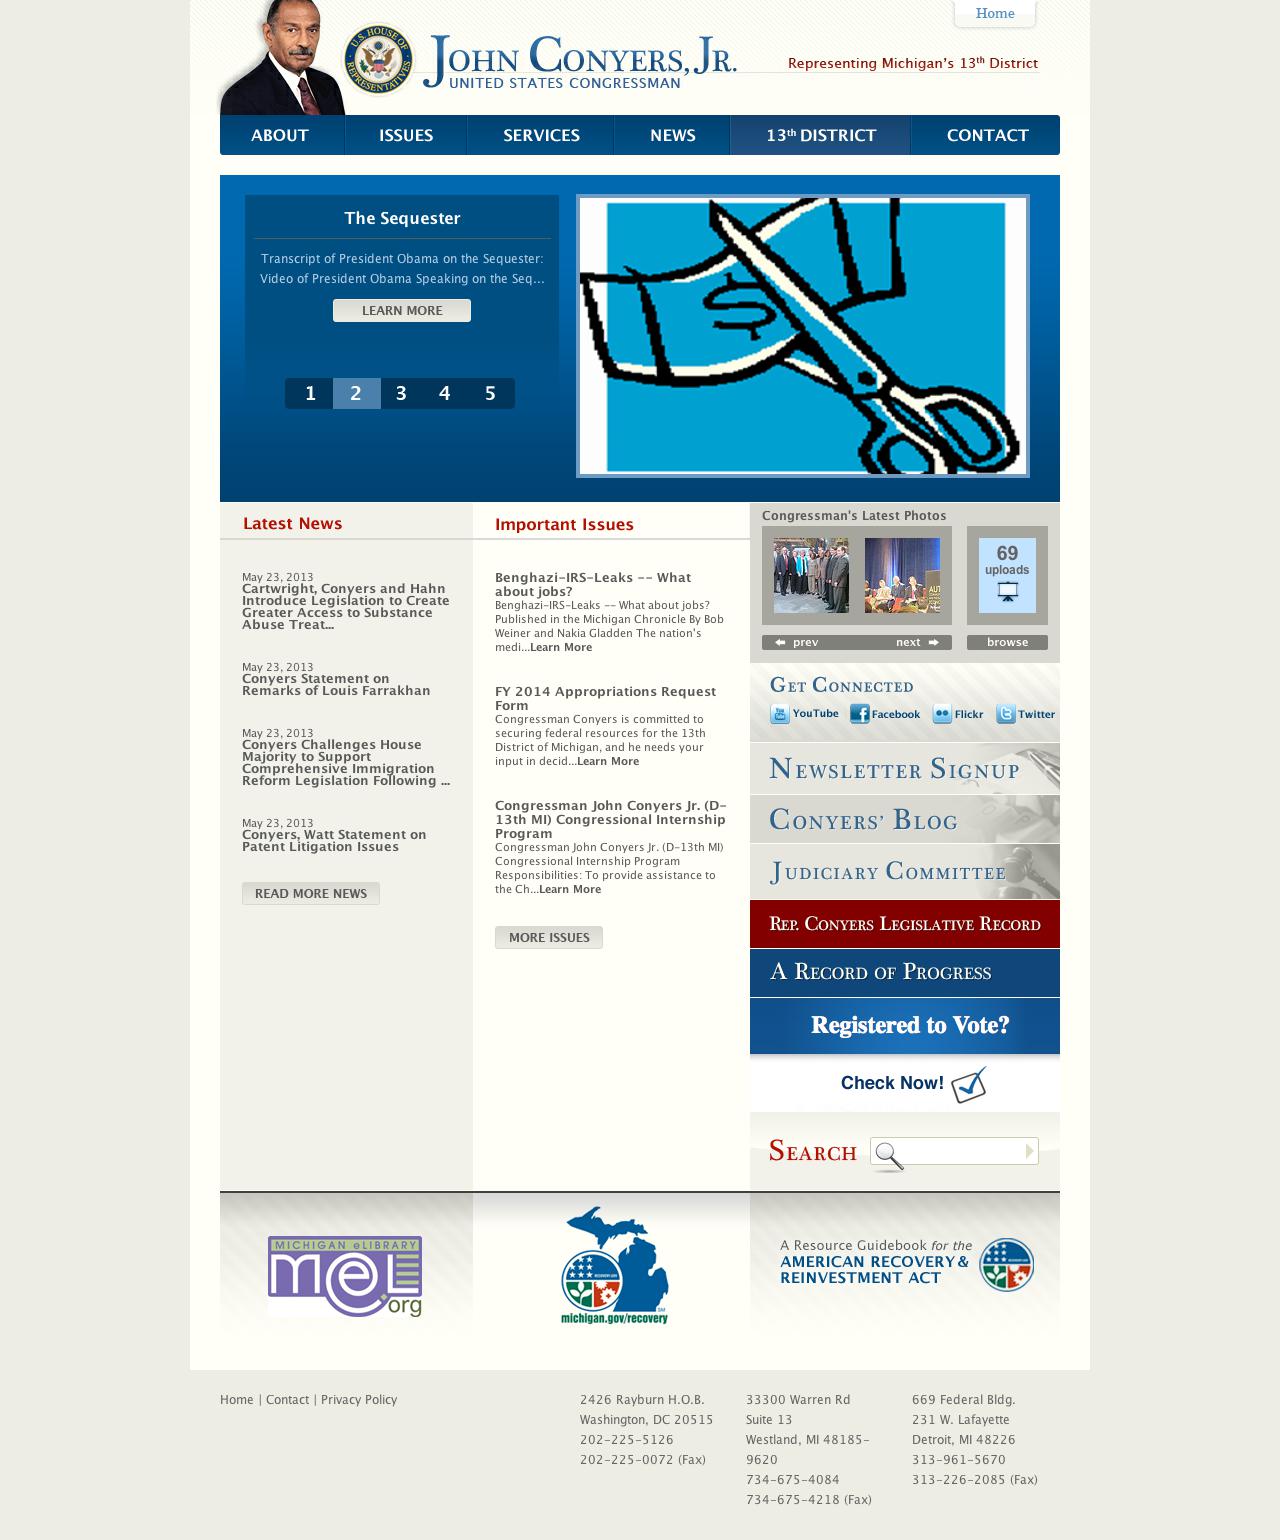 Home
U.S. HOUSE OF REPRESENTATIVES
JOHN CONYERS, JR.
UNITED STATES CONGRESSMAN
Representing Michigan's 13th District
ABOUT ISSUES SERVICES NEWS 13th DISTRICT CONTACT
The Sequester
Transcript of President Obama on the Sequester:
Video of President Obama Speaking on the Seq...
LEARN MORE
1 2 3 4 5
$
Latest News
May 23, 2013
Cartwright, Conyers and Hahn
Introduce Legislation to Create
Greater Access to Substance
Abuse Treat...
May 23, 2013
Conyers Statement on
Remarks of Louis Farrakhan
May 23, 2013
Conyers Challenges House
Majority to Support
Comprehensive Immigration
Reform Legislation Following ...
May 23, 2013
Conyers, Watt Statement on
Patent Litigation Issues
READ MORE NEWS
Important Issues
Benghazi-IRS-Leaks -- What
about jobs?
Benghazi-IRS-Leaks -- What about jobs?
Published in the Michigan Chronicle By Bob
Weiner and Nakia Gladden The nation's
medi...Learn More
FY 2014 Appropriations Request
Form
Congressman Conyers is committed to
securing federal resources for the 13th
District of Michigan, and he needs your
input in decid...Learn More
Congressman John Conyers Jr. (D-
13th MI) Congressional Internship
Program
Congressman John Conyers Jr. (D-13th MI)
Congressional Internship Program
Responsibilities: To provide assistance to
the Ch...Learn More
MORE ISSUES
Congressman's Latest Photos
69
uploads
prev next browse
GET CONNECTED
YouTube Facebook Flickr Twitter
NEWSLETTER SIGNUP
CONYERS' BLOG
JUDICIARY COMMITTEE
REP. CONYERS LEGISLATIVE RECORD
A RECORD OF PROGRESS
Registered to Vote?
Check Now!
SEARCH
MICHIGAN eLIBRARY
mel.org
michigan.gov/recovery
A Resource Guidebook for the
AMERICAN RECOVERY &
REINVESTMENT ACT
Home | Contact | Privacy Policy
2426 Rayburn H.O.B.
Washington, DC 20515
202-225-5126
202-225-0072 (Fax)
33300 Warren Rd
Suite 13
Westland, MI 48185-
9620
734-675-4084
734-675-4218 (Fax)
669 Federal Bldg.
231 W. Lafayette
Detroit, MI 48226
313-961-5670
313-226-2085 (Fax)